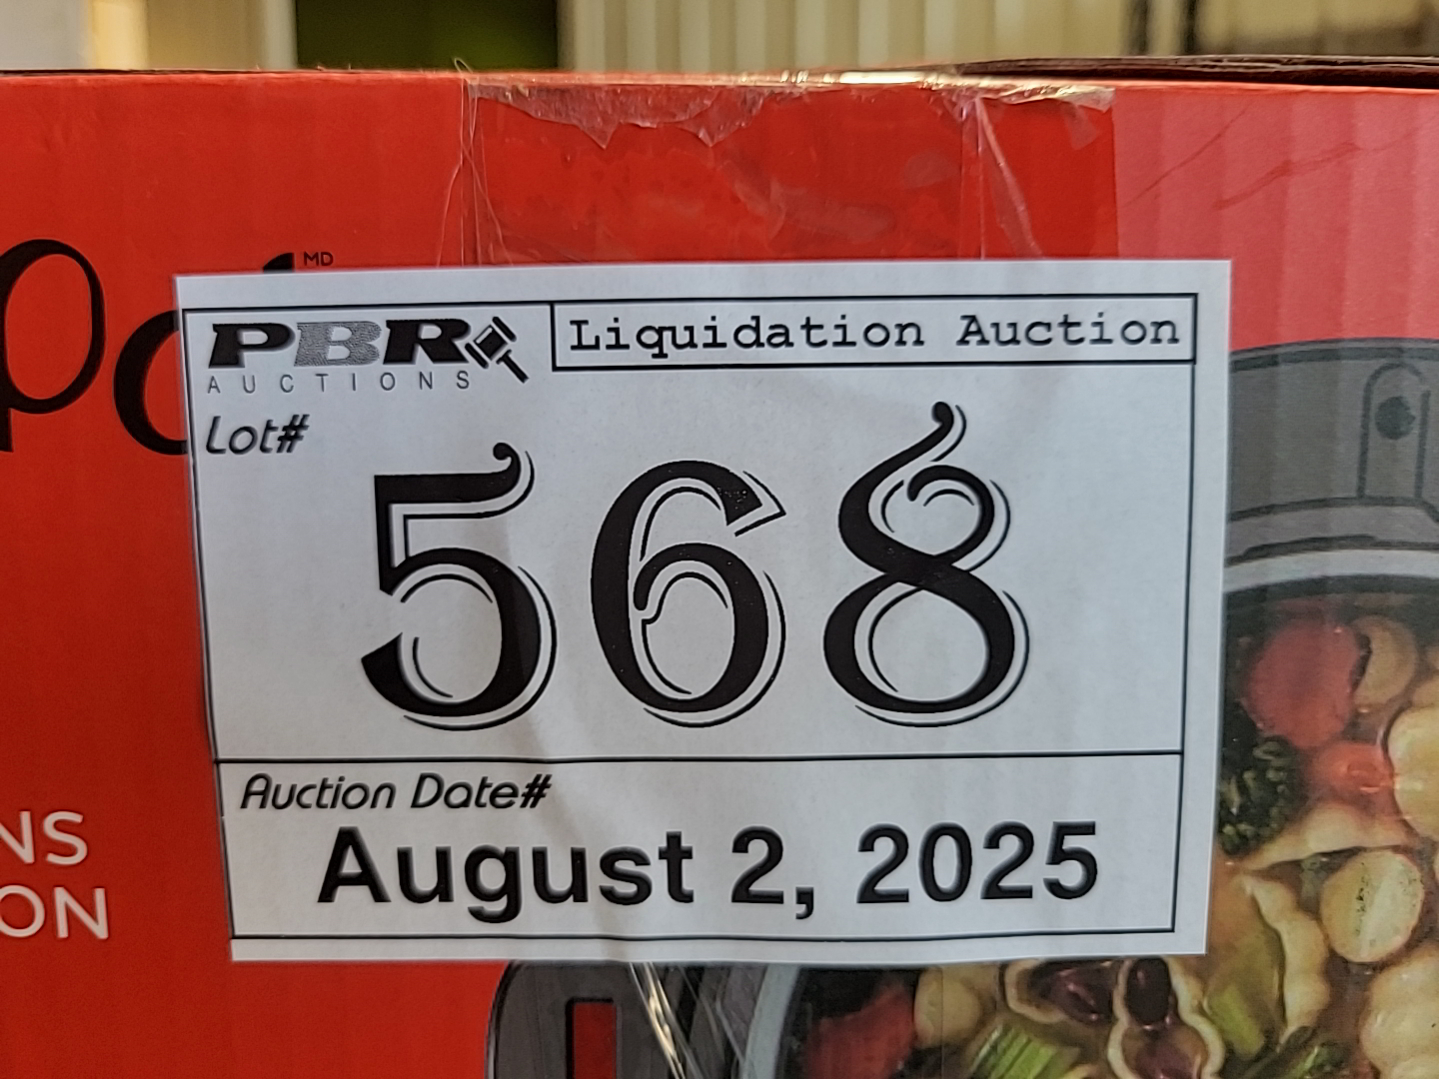 MD
PBR
AUCTIONS
Liquidation Auction
Lot#
568
Auction Date#
August 2, 2025
NS
ON